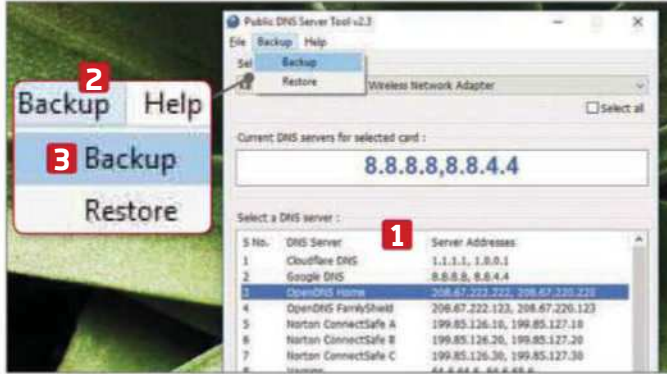 Public DNS Server Tool v2.3
File Backup Help
Backup
Restore
Wireless Network Adapter
Select all
2
Backup Help
3 Backup
Restore
Current DNS servers for selected card :
8.8.8.8,8.8.4.4
Select a DNS server :
1
S No. DNS Server Server Addresses
1 Cloudflare DNS 1.1.1.1, 1.0.0.1
2 Google DNS 8.8.8.8, 8.8.4.4
3 OpenDNS Home 208.67.222.222, 208.67.220.220
4 OpenDNS FamilyShield 208.67.222.123, 208.67.220.123
5 Norton ConnectSafe A 199.85.126.10, 199.85.127.10
6 Norton ConnectSafe B 199.85.126.20, 199.85.127.20
7 Norton ConnectSafe C 199.85.126.30, 199.85.127.30